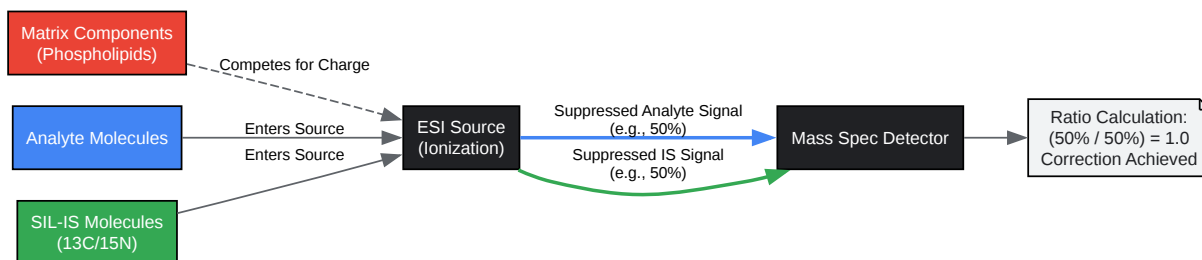 Matrix Components
(Phospholipids)
Competes for Charge
Analyte Molecules
Enters Source
Enters Source
SIL-IS Molecules
(13C/15N)
ESI Source
(Ionization)
Suppressed Analyte Signal
(e.g., 50%)
Suppressed IS Signal
(e.g., 50%)
Mass Spec Detector
Ratio Calculation:
(50% / 50%) = 1.0
Correction Achieved